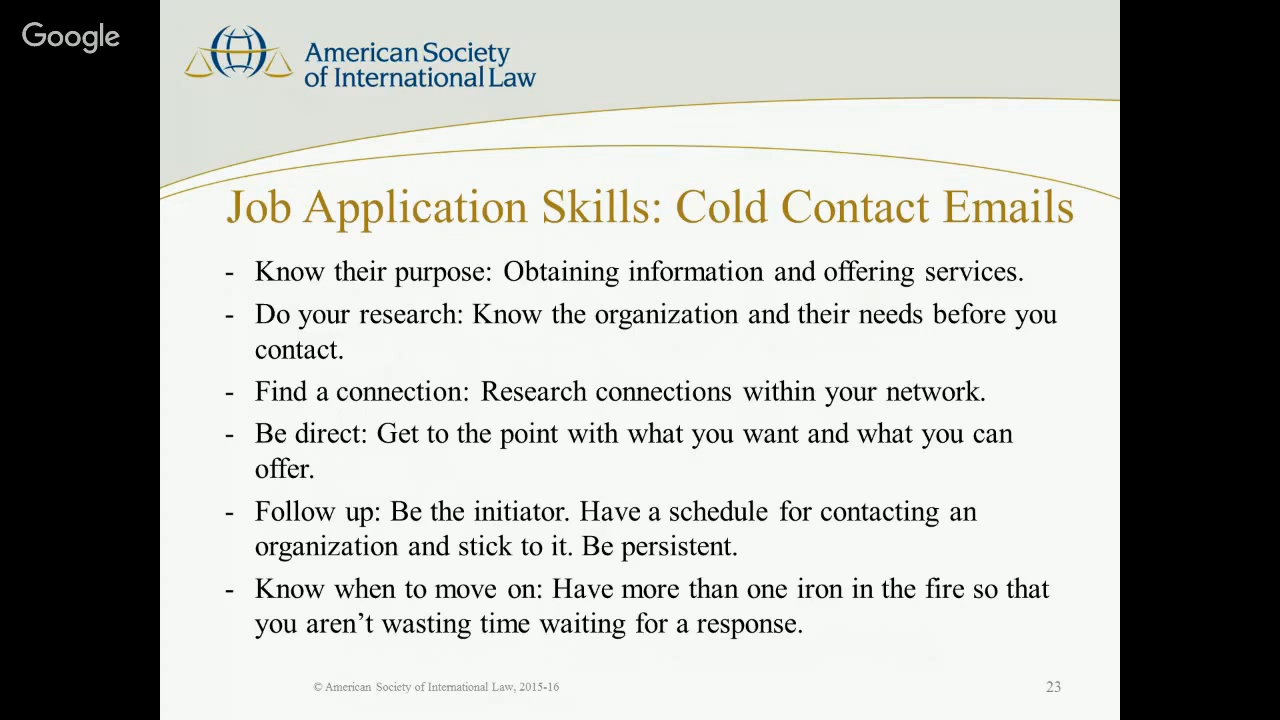 Google
American Society
of International Law
Job Application Skills: Cold Contact Emails
- Know their purpose: Obtaining information and offering services.
- Do your research: Know the organization and their needs before you
contact.
- Find a connection: Research connections within your network.
- Be direct: Get to the point with what you want and what you can
offer.
- Follow up: Be the initiator. Have a schedule for contacting an
organization and stick to it. Be persistent.
- Know when to move on: Have more than one iron in the fire so that
you aren’t wasting time waiting for a response.
© American Society of International Law, 2015-16
23